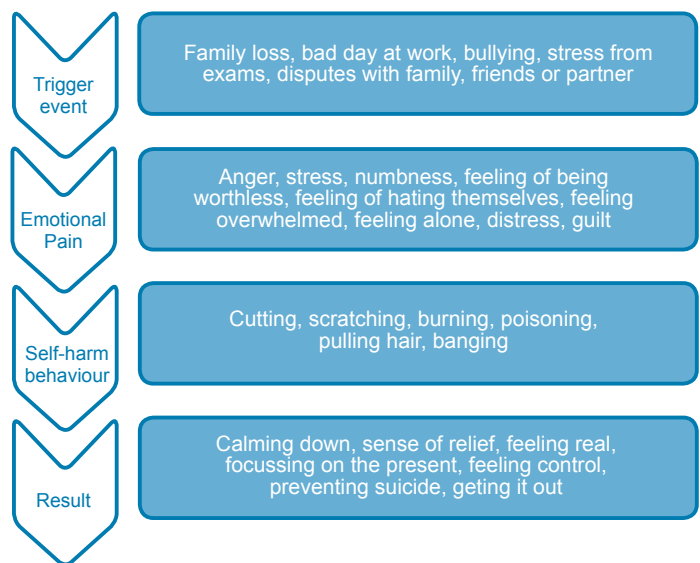 Trigger
event
Family loss, bad day at work, bullying, stress from
exams, disputes with family, friends or partner
Emotional
Pain
Anger, stress, numbness, feeling of being
worthless, feeling of hating themselves, feeling
overwhelmed, feeling alone, distress, guilt
Self-harm
behaviour
Cutting, scratching, burning, poisoning,
pulling hair, banging
Result
Calming down, sense of relief, feeling real,
focussing on the present, feeling control,
preventing suicide, geting it out